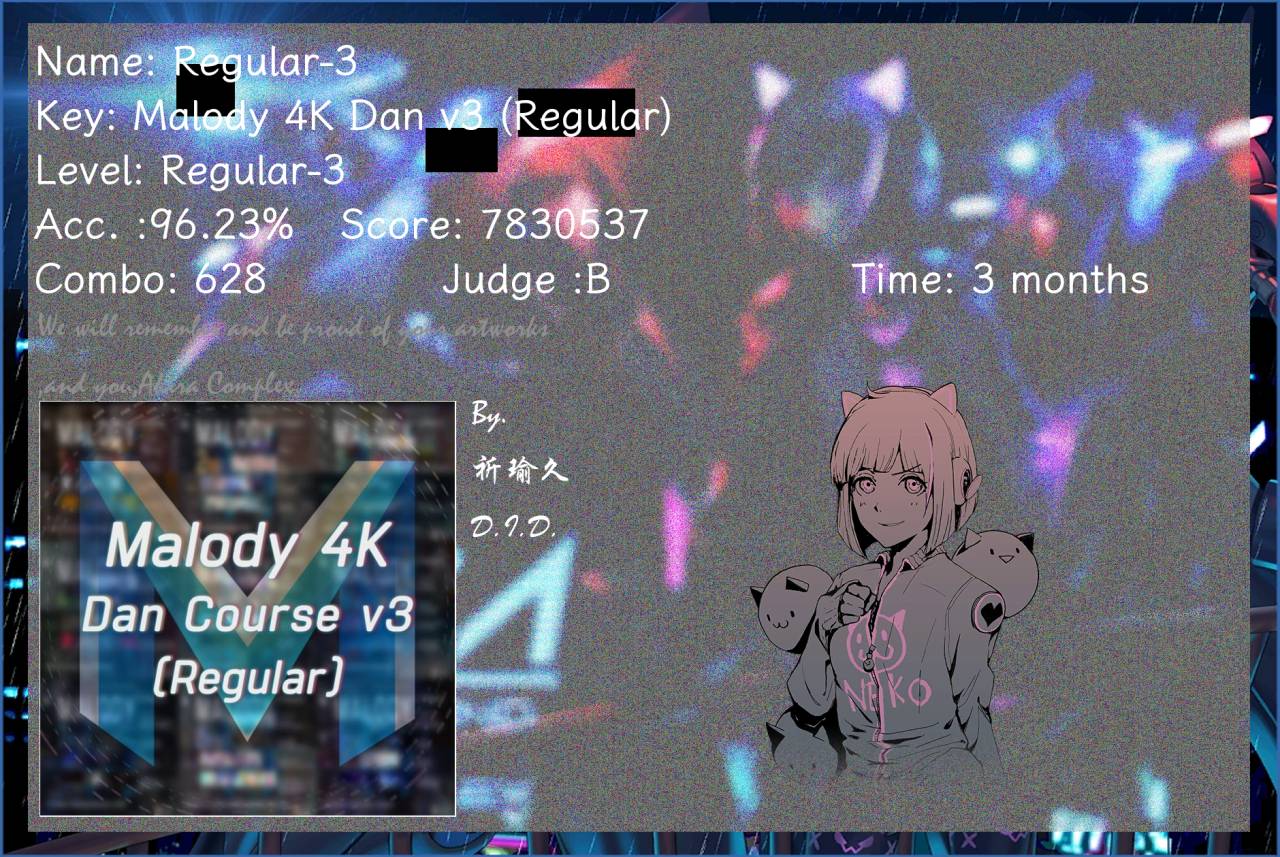 Name: Regular-3
Key: Malody 4K Dan v3 (Regular)
Level: Regular-3
Acc. :96.23% Score: 7830537
Combo: 628 Judge :B Time: 3 months
We will remember and be proud of your artworks
,and you,Akira Complex
By.
祈瑜久
D.I.D.
Malody 4K
Dan Course v3
(Regular)
NEKO